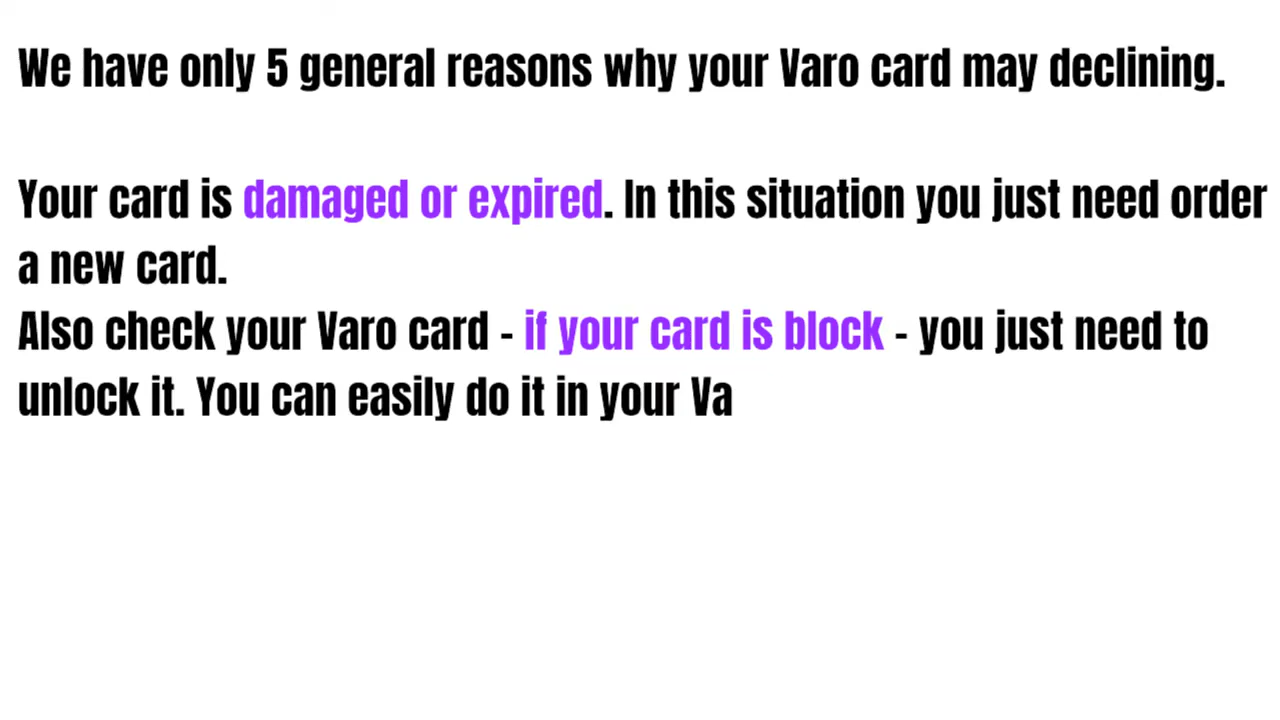 We have only 5 general reasons why your Varo card may declining.
Your card is damaged or expired. In this situation you just need order
a new card.
Also check your Varo card - if your card is block - you just need to
unlock it. You can easily do it in your Va